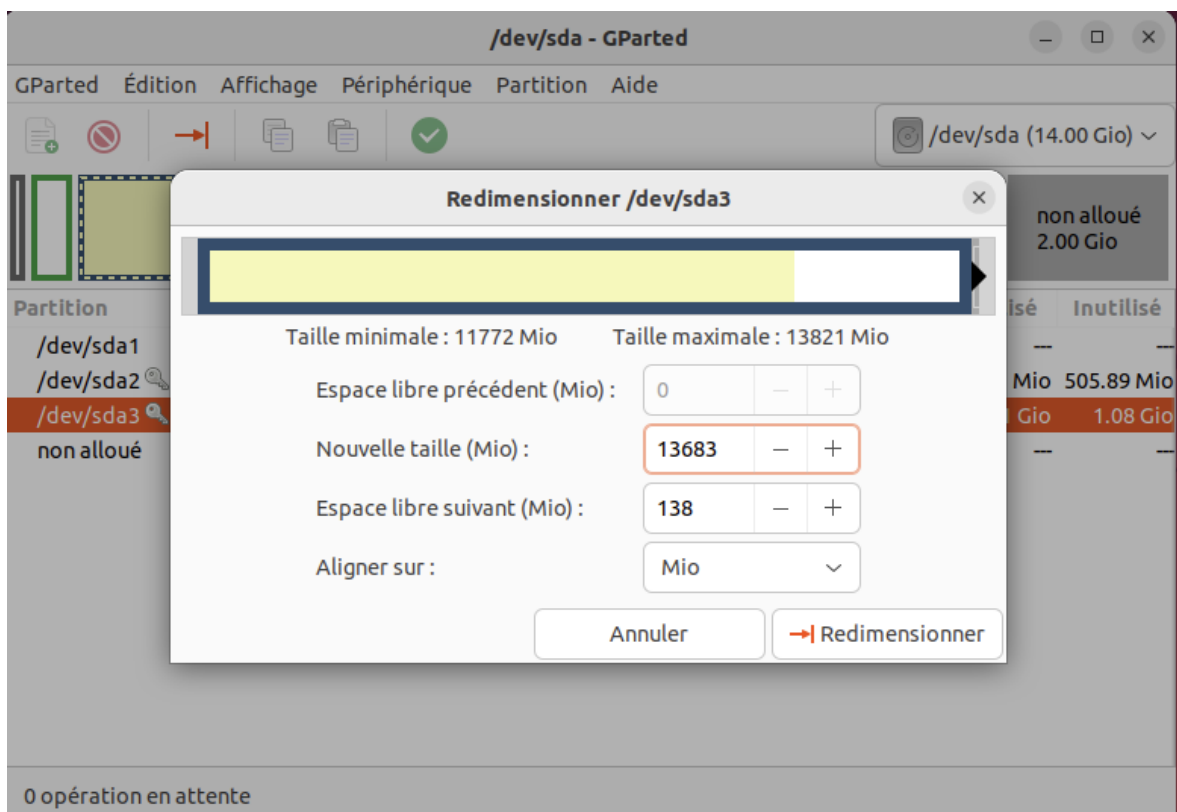 /dev/sda - GParted
GParted Édition Affichage Périphérique Partition Aide
/dev/sda (14.00 Gio)
Redimensionner /dev/sda3
non alloué
2.00 Gio
Partition isé Inutilisé
Taille minimale : 11772 Mio Taille maximale : 13821 Mio
/dev/sda1 --- ---
Espace libre précédent (Mio) : 0
/dev/sda2 Mio 505.89 Mio
/dev/sda3 Gio 1.08 Gio
Nouvelle taille (Mio) : 13683
non alloué --- ---
Espace libre suivant (Mio) : 138
Aligner sur : Mio
Annuler Redimensionner
0 opération en attente